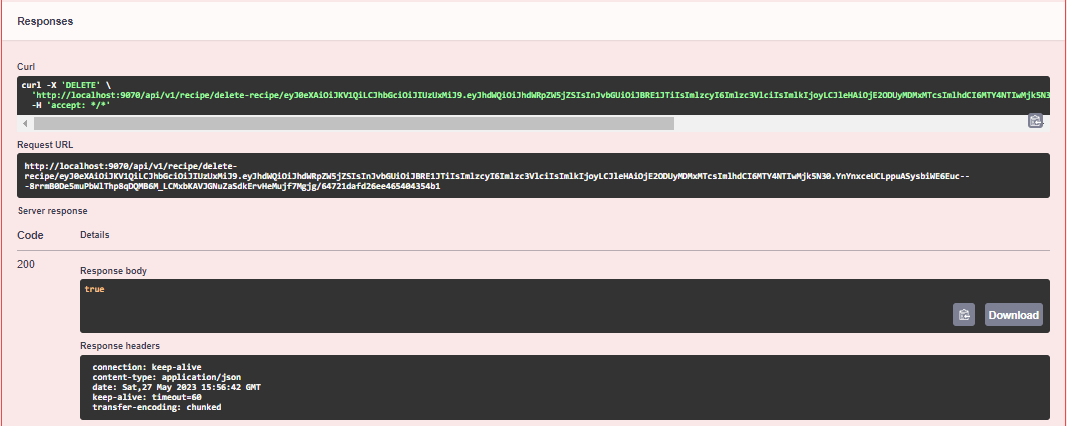 Responses
Curl
curl -X 'DELETE' \
'http://localhost:9070/api/v1/recipe/delete-recipe/eyJ0eXAiOiJKV1QiLCJhbGciOiJIUzUxMiJ9.eyJhdWQiOiJhdWRpZW5jZSIsInJvbGUiOiJBRE1JTiIsImlzcyI6Imlzc3VlciIsImlkIjoyLCJleHAiOjE2ODUyMDMxMTcsImlhdCI6MTY4NTIwMjk5N3
-H 'accept: */*'
Request URL
http://localhost:9070/api/v1/recipe/delete-
recipe/eyJ0eXAiOiJKV1QiLCJhbGciOiJIUzUxMiJ9.eyJhdWQiOiJhdWRpZW5jZSIsInJvbGUiOiJBRE1JTiIsImlzcyI6Imlzc3VlciIsImlkIjoyLCJleHAiOjE2ODUyMDMxMTcsImlhdCI6MTY4NTIwMjk5N30.YnYnxceUCLppuASysbiWE6Euc--
-8rrmB0De5muPbWlThp8qDQMB6M_LCMxbKAVJGNuZaSdkErvHeMujf7Mgjg/64721dafd26ee465404354b1
Server response
Code
Details
200
Response body
true
Download
Response headers
connection: keep-alive
content-type: application/json
date: Sat,27 May 2023 15:56:42 GMT
keep-alive: timeout=60
transfer-encoding: chunked